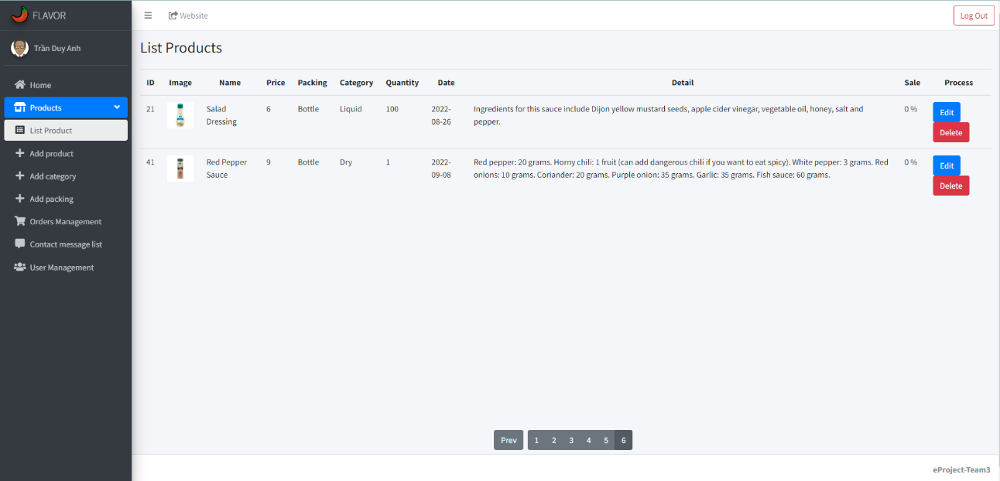 FLAVOR
Website
Log Out
Trần Duy Anh
Home
Products
List Product
Add product
Add category
Add packing
Orders Management
Contact message list
User Management
List Products
ID Image Name Price Packing Category Quantity Date Detail Sale Process
21 Salad Dressing 6 Bottle Liquid 100 2022-08-26 Ingredients for this sauce include Dijon yellow mustard seeds, apple cider vinegar, vegetable oil, honey, salt and pepper. 0 % Edit Delete
41 Red Pepper Sauce 9 Bottle Dry 1 2022-09-08 Red pepper: 20 grams. Horny chili: 1 fruit (can add dangerous chili if you want to eat spicy). White pepper: 3 grams. Red onions: 10 grams. Coriander: 20 grams. Purple onion: 35 grams. Garlic: 35 grams. Fish sauce: 60 grams. 0 % Edit Delete
Prev 1 2 3 4 5 6
eProject-Team3